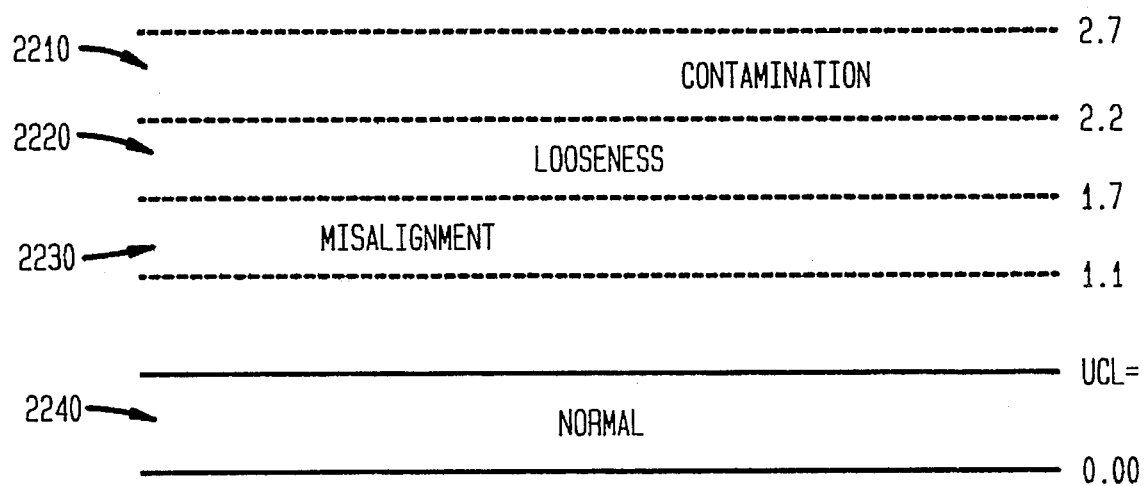 2.7
2210
CONTAMINATION
2.2
2220
LOOSENESS
1.7
MISALIGNMENT
2230
1.1
UCL=
2240
NORMAL
0.00